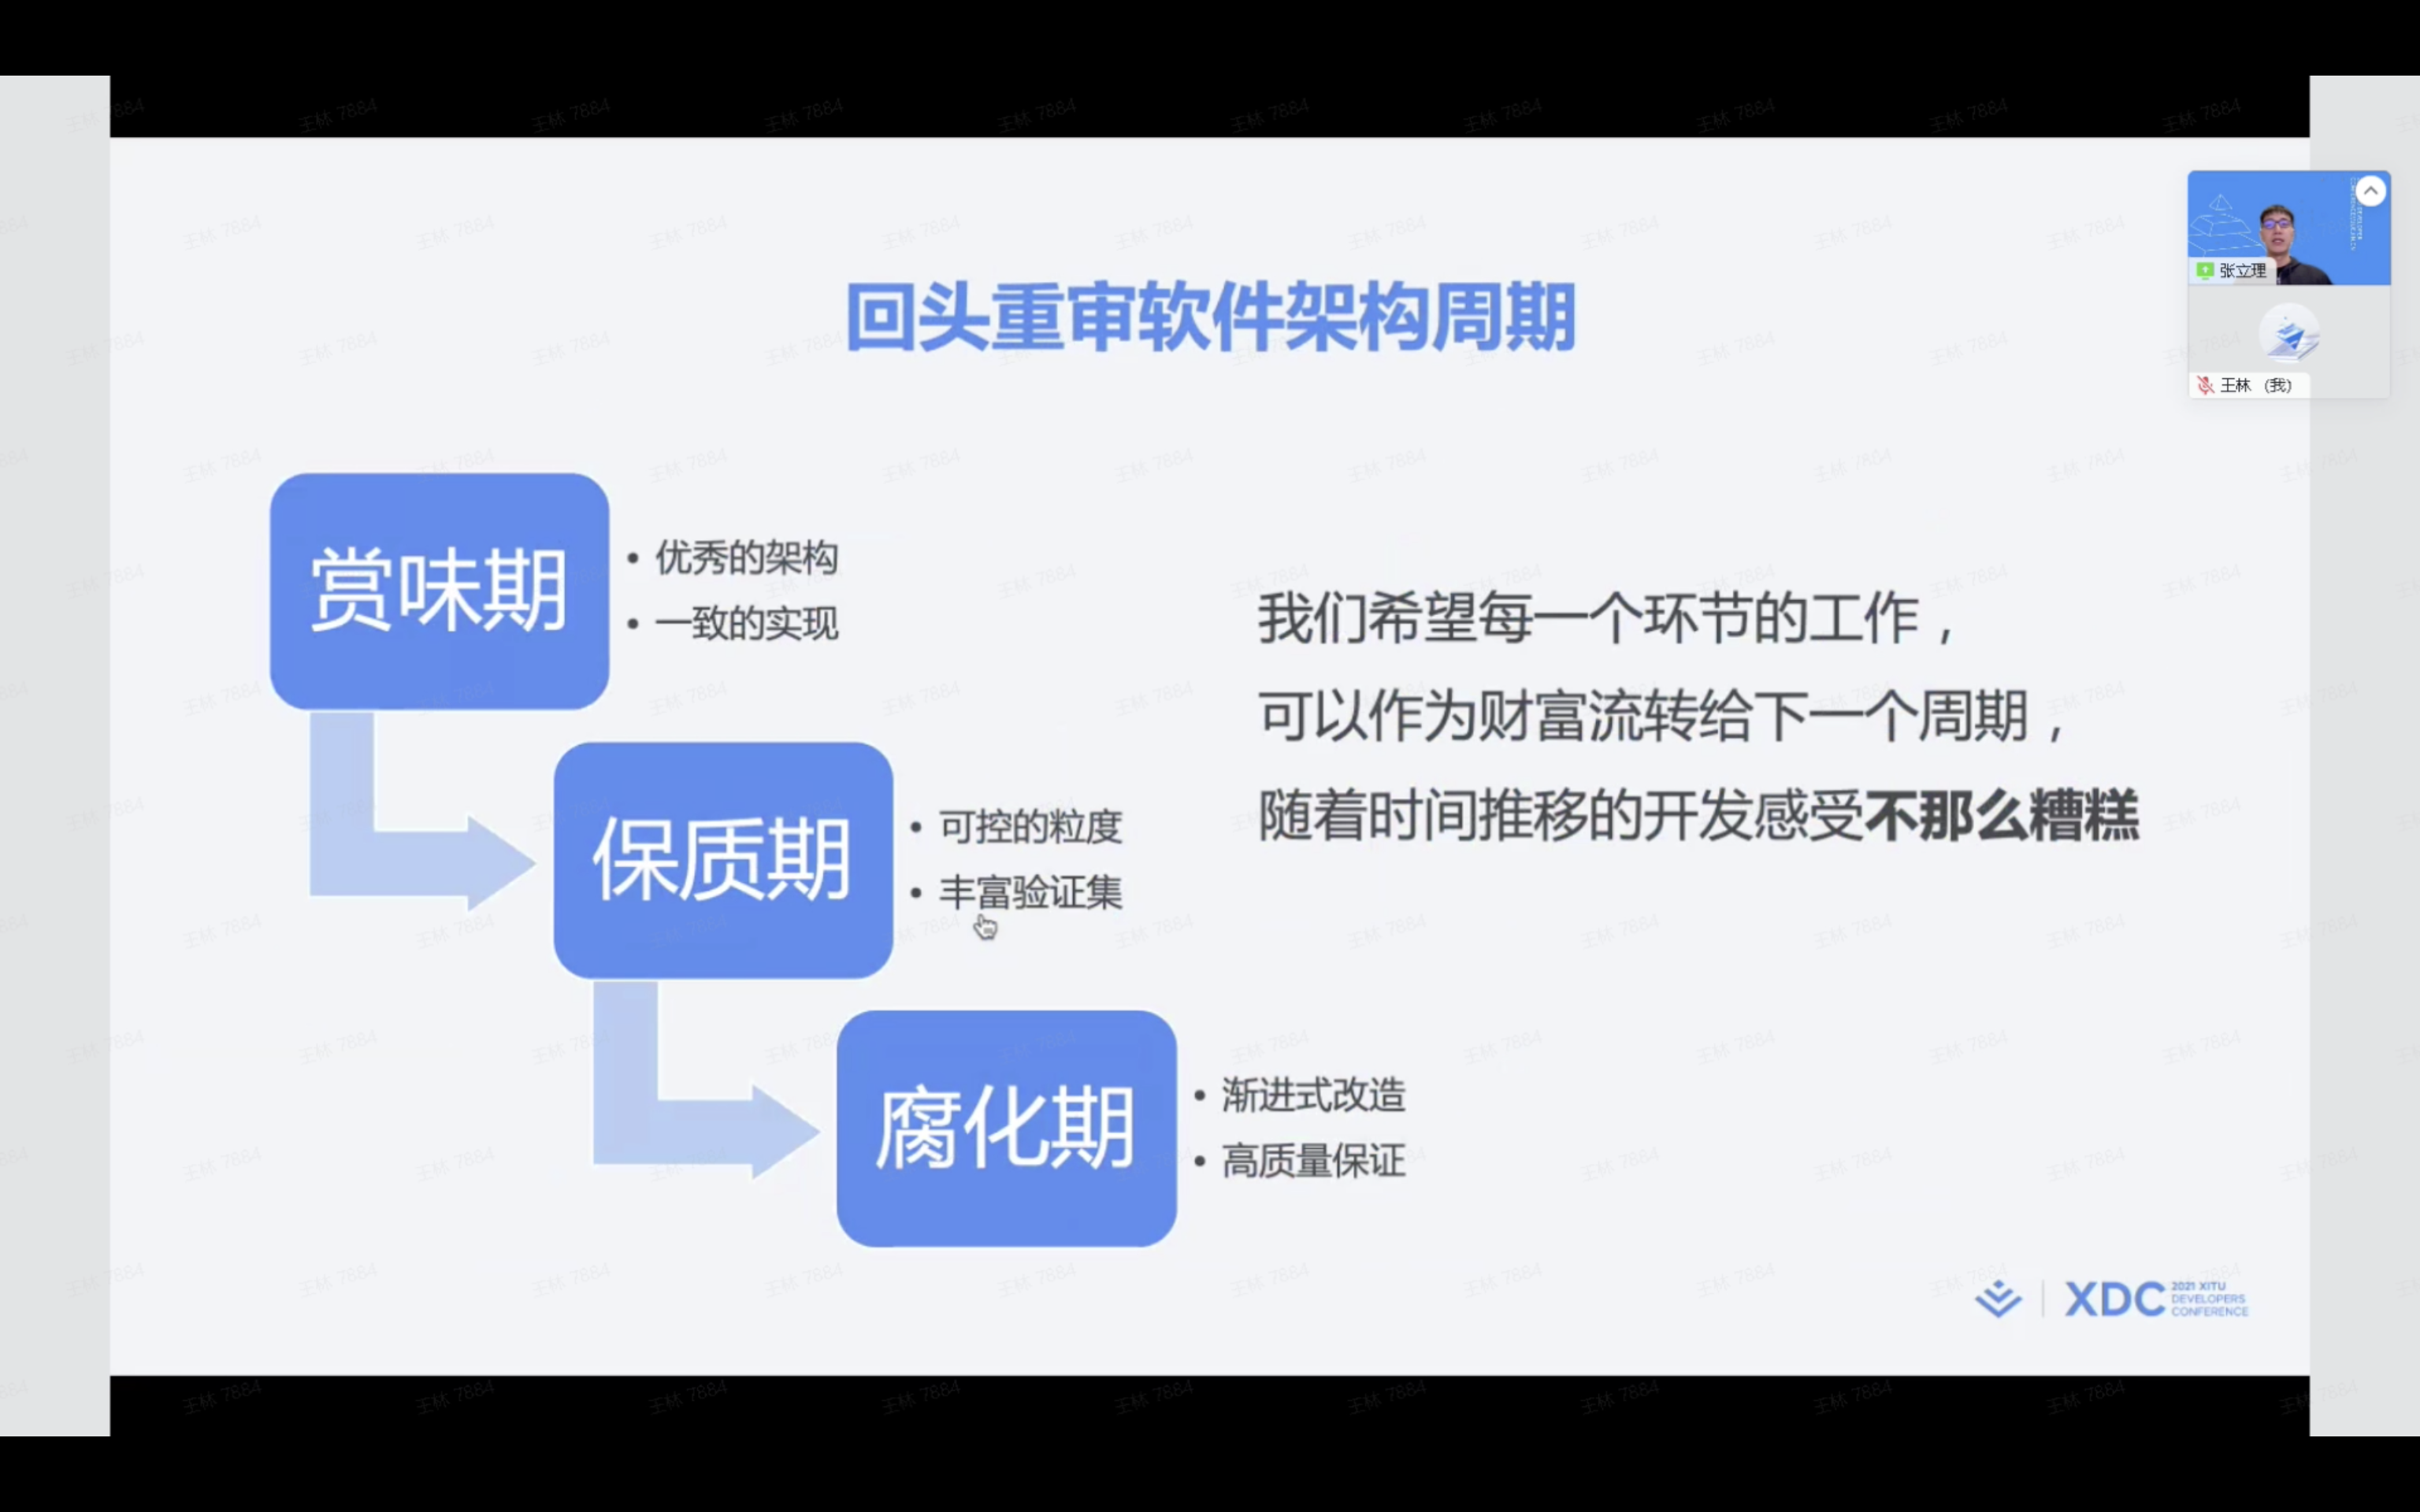 回头重审软件架构周期
张立理
王林 (我)
赏味期
• 优秀的架构
• 一致的实现
我们希望每一个环节的工作，
可以作为财富流转给下一个周期，
随着时间推移的开发感受不那么糟糕
保质期
• 可控的粒度
• 丰富验证集
腐化期
• 渐进式改造
• 高质量保证
XDC
2021 XITU
DEVELOPERS
CONFERENCE
王林 7884